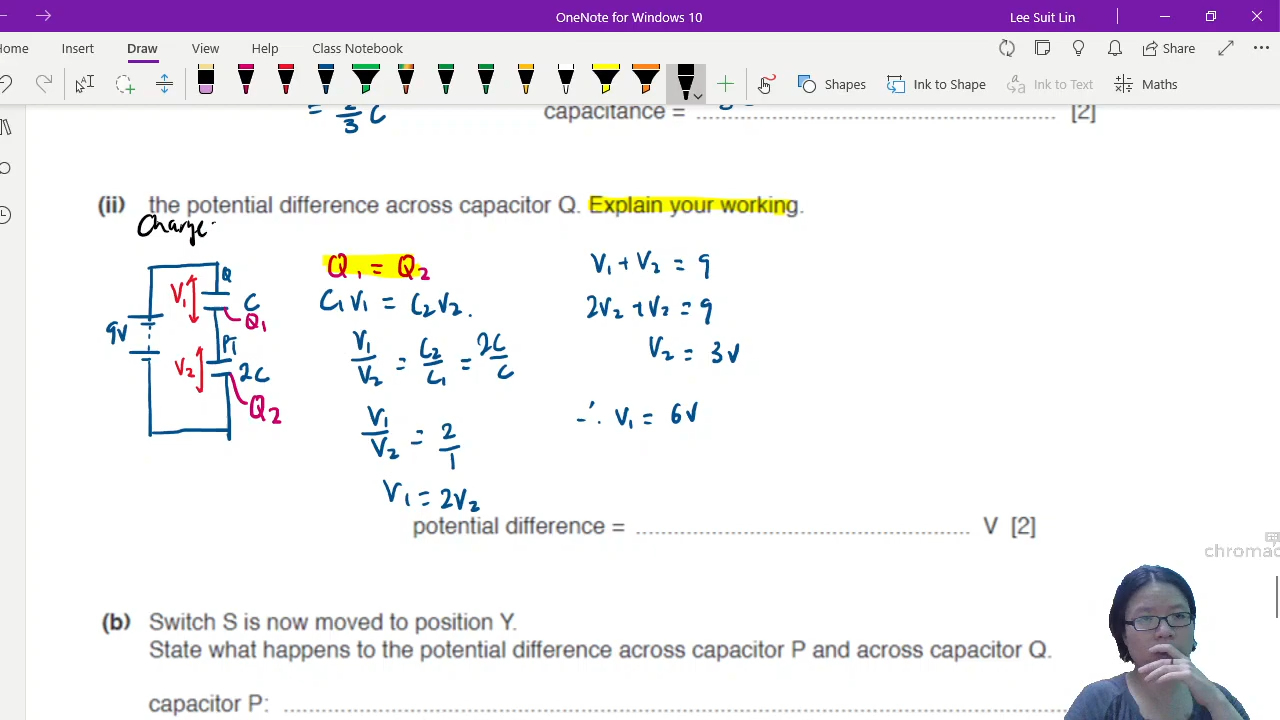 OneNote for Windows 10
Lee Suit Lin
Home Insert Draw View Help Class Notebook Share
Shapes Ink to Shape Ink to Text Maths
= 2/3 C
capacitance = [2]
(ii) the potential difference across capacitor Q. Explain your working.
Charge
Q
V1 C
Q1
9V
PT
V2 2C
Q2
Q1 = Q2
C1V1 = C2V2.
V1/V2 = C2/C1 = 2C/C
V1/V2 = 2/1
V1 = 2V2
V1 + V2 = 9
2V2 + V2 = 9
V2 = 3V
∴ V1 = 6V
potential difference = V [2]
(b) Switch S is now moved to position Y.
State what happens to the potential difference across capacitor P and across capacitor Q.
capacitor P: